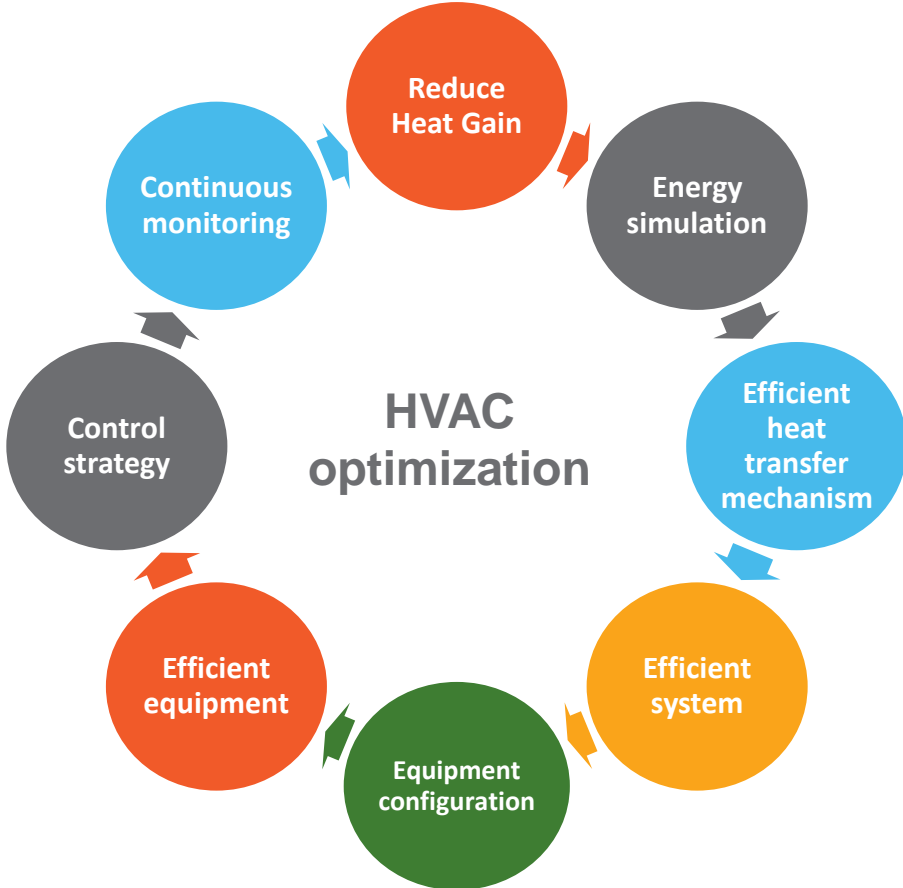 Reduce
Heat Gain
Energy
simulation
Efficient
heat
transfer
mechanism
Efficient
system
Equipment
configuration
Efficient
equipment
Control
strategy
Continuous
monitoring
HVAC
optimization